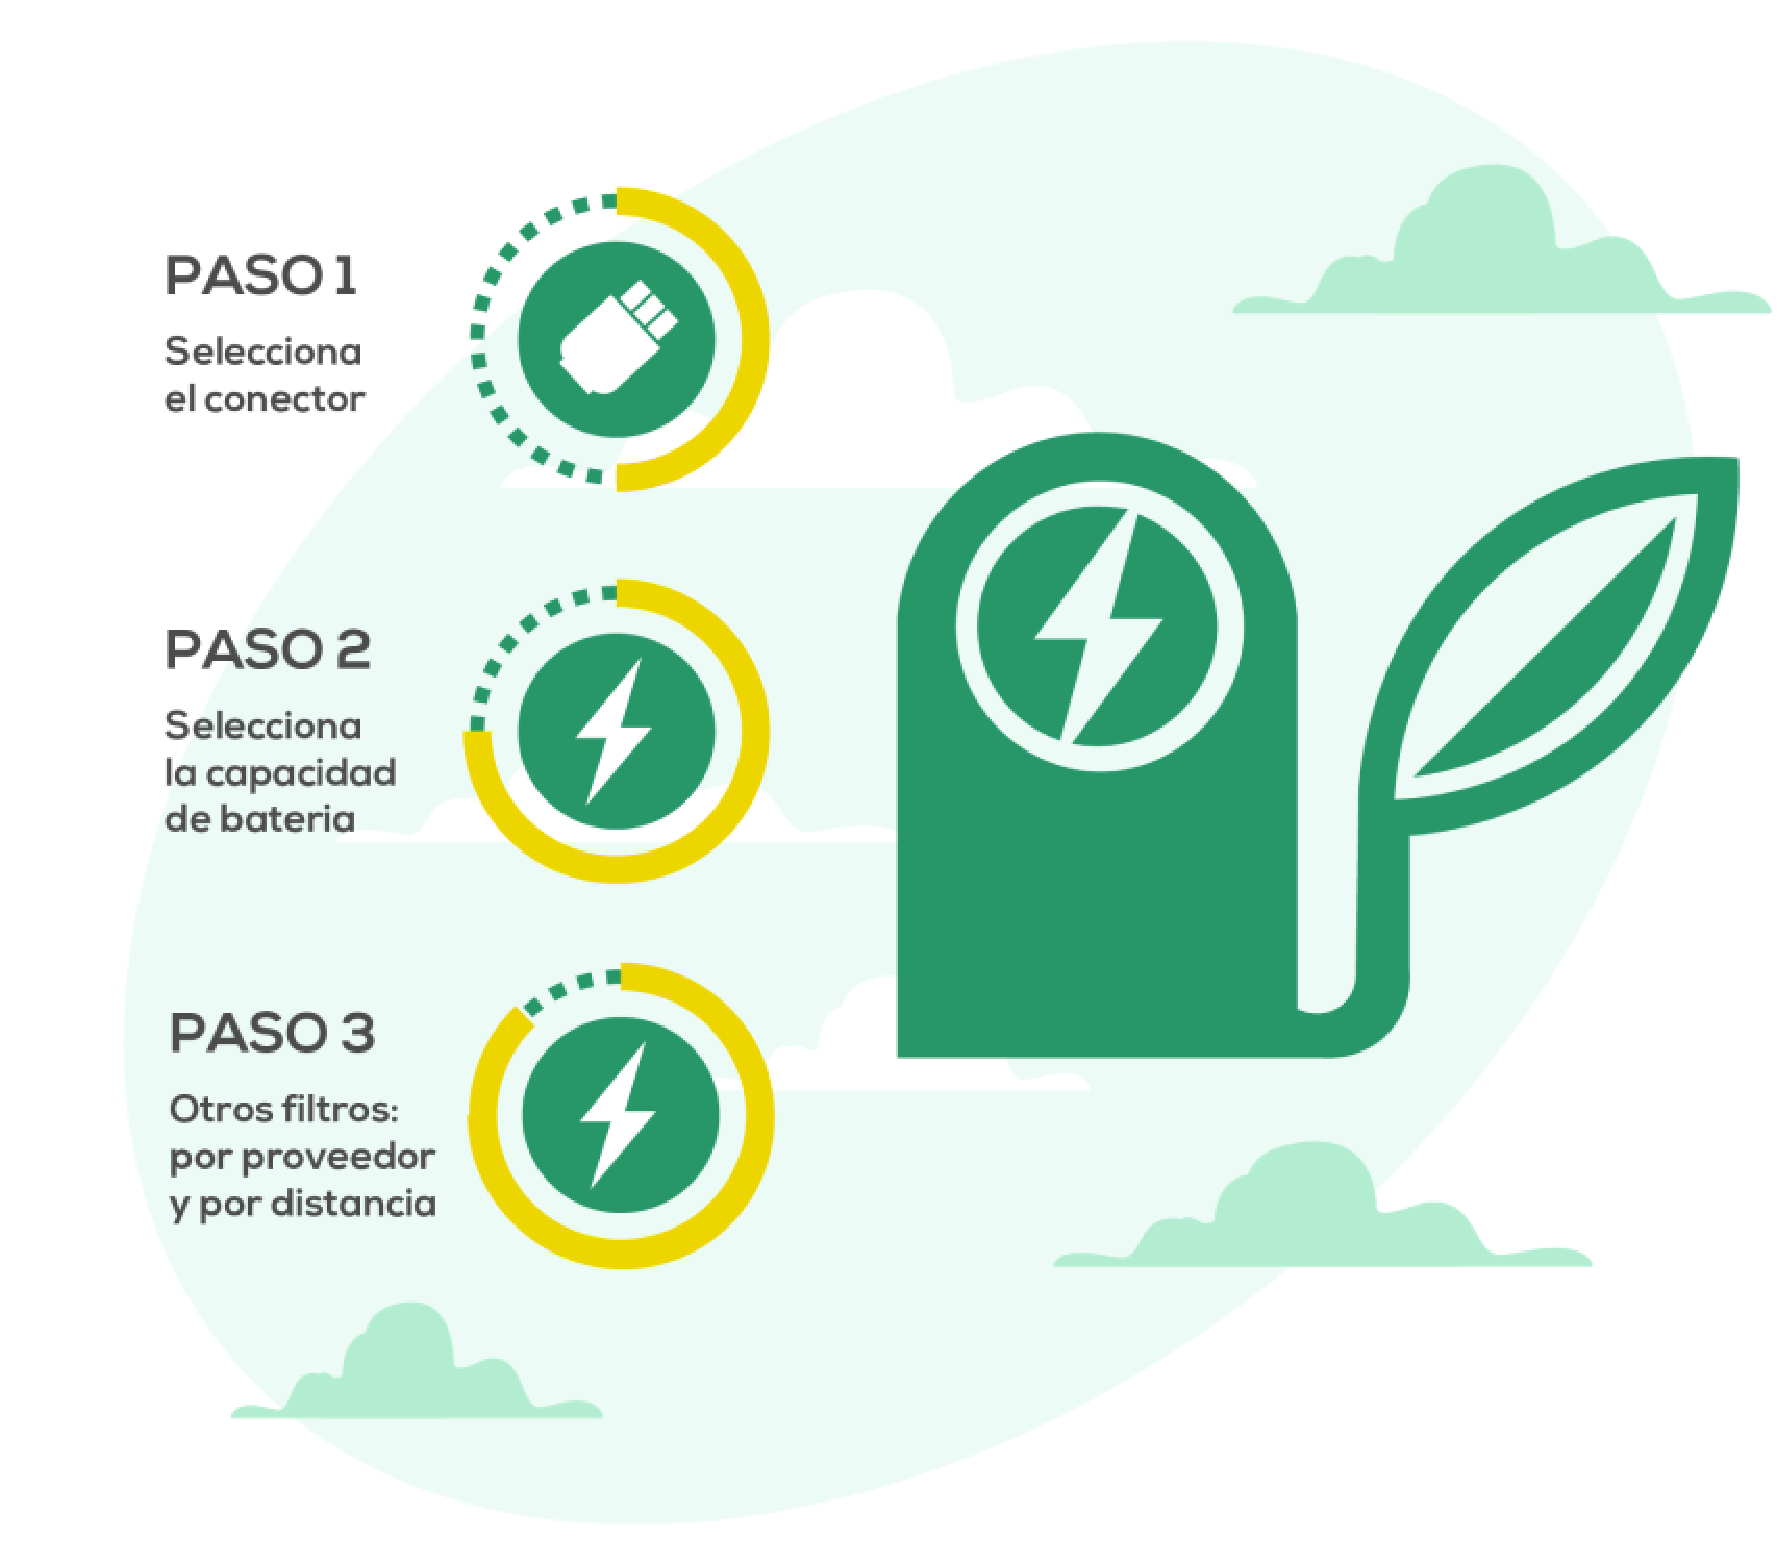 PASO 1
Selecciona
el conector
PASO 2
Selecciona
la capacidad
de bateria
PASO 3
Otros filtros:
por proveedor
y por distancia